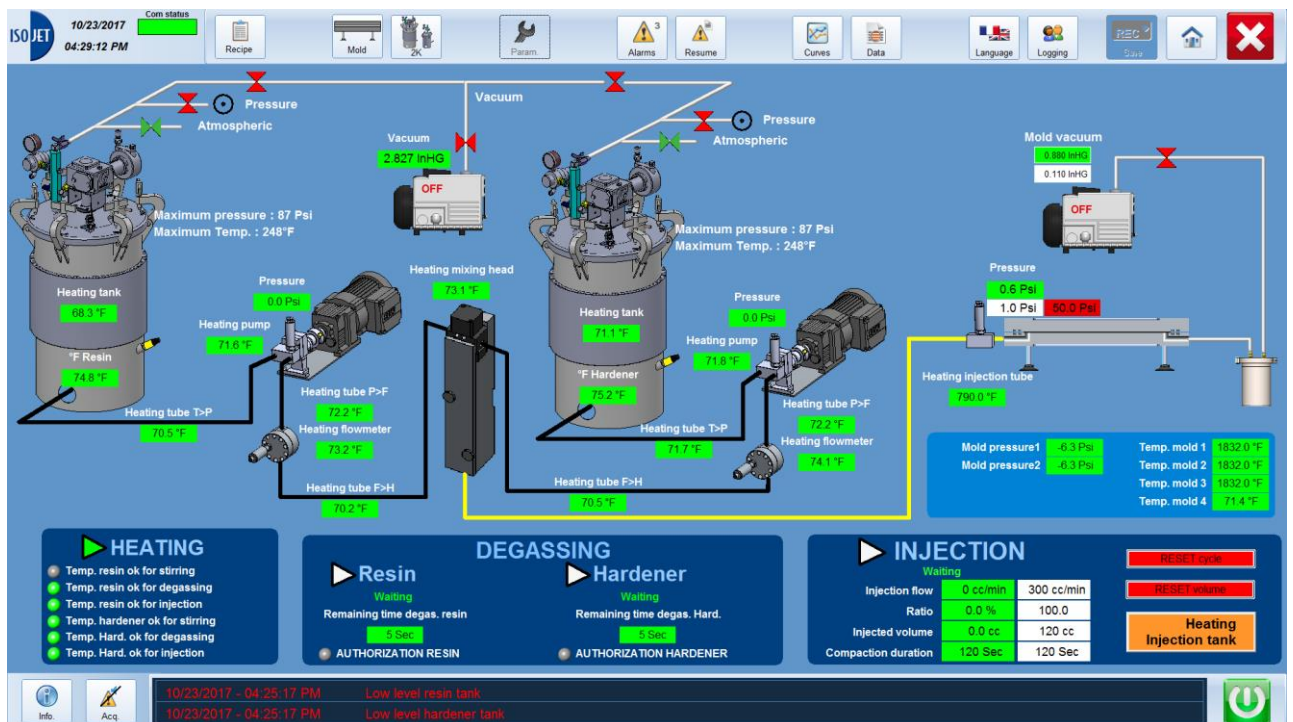 ISOJET
10/23/2017
04:29:12 PM
Com status
Recipe
Mold
2K
Param.
3
Alarms
Resume
Curves
Data
Language
Logging
REC
Save
Pressure
Atmospheric
Vacuum
Vacuum
2.827 InHG
OFF
Pressure
Atmospheric
Mold vacuum
0.880 InHG
0.110 InHG
OFF
Maximum pressure : 87 Psi
Maximum Temp. : 248°F
Maximum pressure : 87 Psi
Maximum Temp. : 248°F
Heating tank
68.3 °F
°F Resin
74.8 °F
Heating tube T>P
70.5 °F
Pressure
0.0 Psi
Heating pump
71.6 °F
Heating tube P>F
72.2 °F
Heating flowmeter
73.2 °F
Heating tube F>H
70.2 °F
Heating mixing head
73.1 °F
Heating tank
71.1 °F
°F Hardener
75.2 °F
Heating tube T>P
71.7 °F
Pressure
0.0 Psi
Heating pump
71.8 °F
Heating tube P>F
72.2 °F
Heating flowmeter
74.1 °F
Heating tube F>H
70.5 °F
Pressure
0.6 Psi
1.0 Psi 50.0 Psi
Heating injection tube
790.0 °F
Mold pressure1 -6.3 Psi
Mold pressure2 -6.3 Psi
Temp. mold 1 1832.0 °F
Temp. mold 2 1832.0 °F
Temp. mold 3 1832.0 °F
Temp. mold 4 71.4 °F
HEATING
Temp. resin ok for stirring
Temp. resin ok for degassing
Temp. resin ok for injection
Temp. hardener ok for stirring
Temp. Hard. ok for degassing
Temp. Hard. ok for injection
DEGASSING
Resin
Waiting
Remaining time degas. resin
5 Sec
AUTHORIZATION RESIN
Hardener
Waiting
Remaining time degas. Hard.
5 Sec
AUTHORIZATION HARDENER
INJECTION
Waiting
Injection flow 0 cc/min 300 cc/min
Ratio 0.0 % 100.0
Injected volume 0.0 cc 120 cc
Compaction duration 120 Sec 120 Sec
RESET cycle
RESET volume
Heating
Injection tank
Info.
Acq.
10/23/2017 - 04:25:17 PM Low level resin tank
10/23/2017 - 04:25:17 PM Low level hardener tank